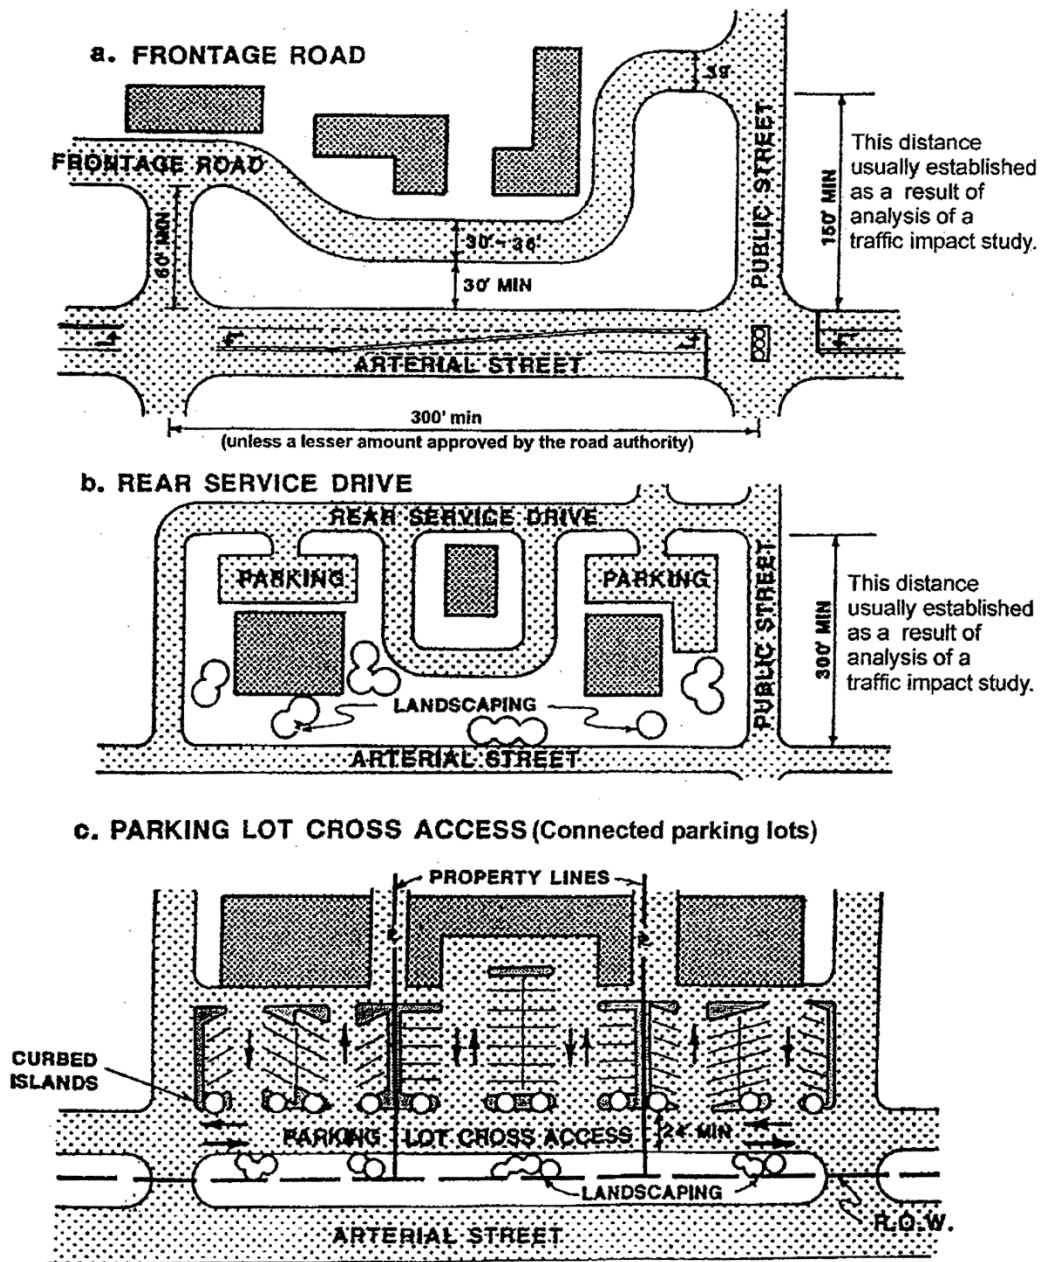 a. FRONTAGE ROAD
39'
FRONTAGE ROAD
60' MIN
30' - 36'
30' MIN
PUBLIC STREET
150' MIN
This distance
usually established
as a result of
analysis of a
traffic impact study.
ARTERIAL STREET
300' min
(unless a lesser amount approved by the road authority)
b. REAR SERVICE DRIVE
REAR SERVICE DRIVE
PARKING
PARKING
PUBLIC STREET
300' MIN
This distance
usually established
as a result of
analysis of a
traffic impact study.
LANDSCAPING
ARTERIAL STREET
c. PARKING LOT CROSS ACCESS (Connected parking lots)
PROPERTY LINES
CURBED
ISLANDS
PARKING LOT CROSS ACCESS
24' MIN
LANDSCAPING
R.O.W.
ARTERIAL STREET